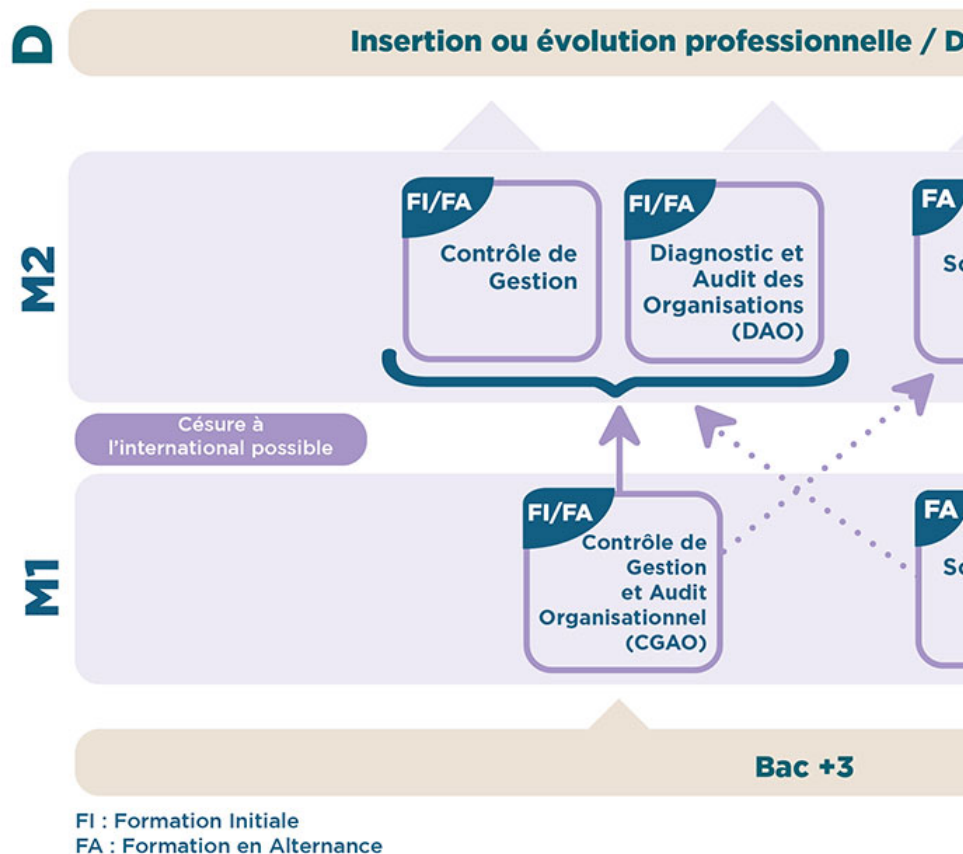 D
Insertion ou évolution professionnelle / D
M2
FI/FA
Contrôle de
Gestion
FI/FA
Diagnostic et
Audit des
Organisations
(DAO)
FA
Césure à
l'international possible
M1
FI/FA
Contrôle de
Gestion
et Audit
Organisationnel
(CGAO)
FA
Bac +3
FI : Formation Initiale
FA : Formation en Alternance